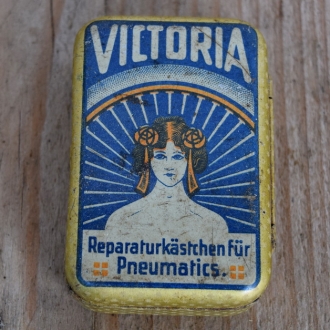 VICTORIA
Reparaturkästchen für
Pneumatics.